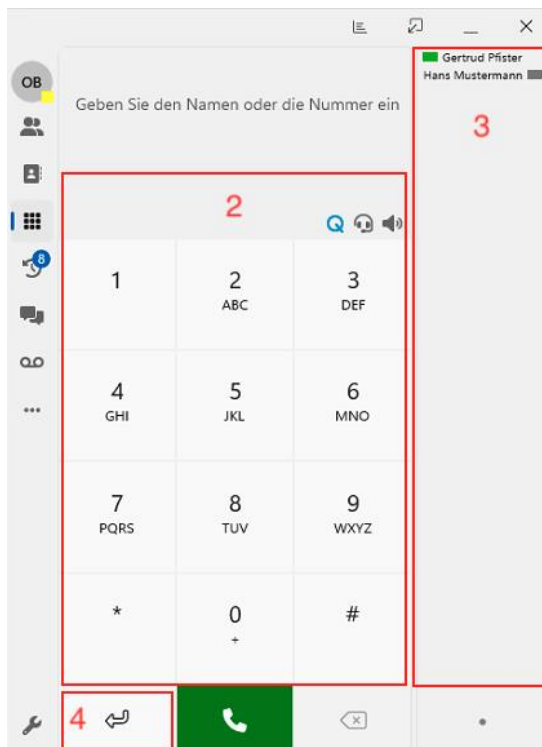 OB
Gertrud Pfister
Hans Mustermann
3
Geben Sie den Namen oder die Nummer ein
2
Q
8
1
2
3
ABC
DEF
4
5
6
GHI
JKL
MNO
7
8
9
PQRS
TUV
WXYZ
*
0
#
+
4